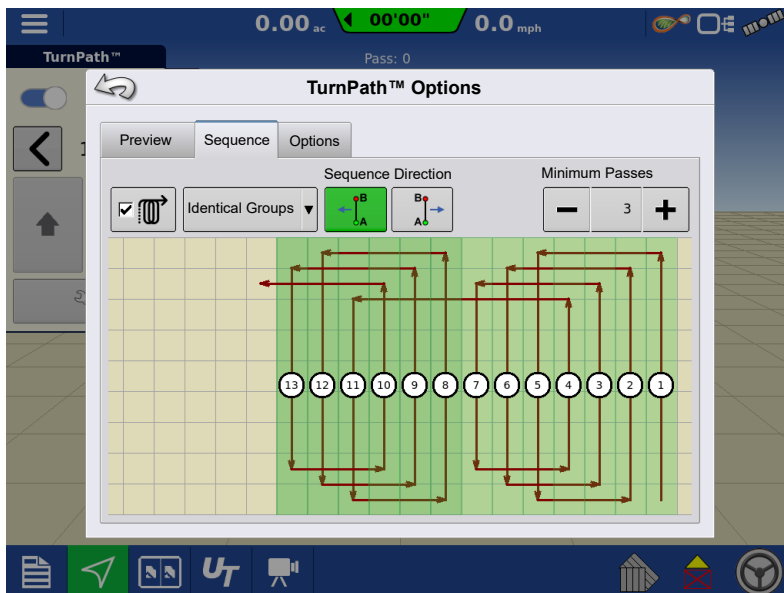 0.00 ac 00'00" 0.0 mph
TurnPath™ Pass: 0
TurnPath™ Options
Preview Sequence Options
Sequence Direction Minimum Passes
Identical Groups B A B A 3
13 12 11 10 9 8 7 6 5 4 3 2 1
UT